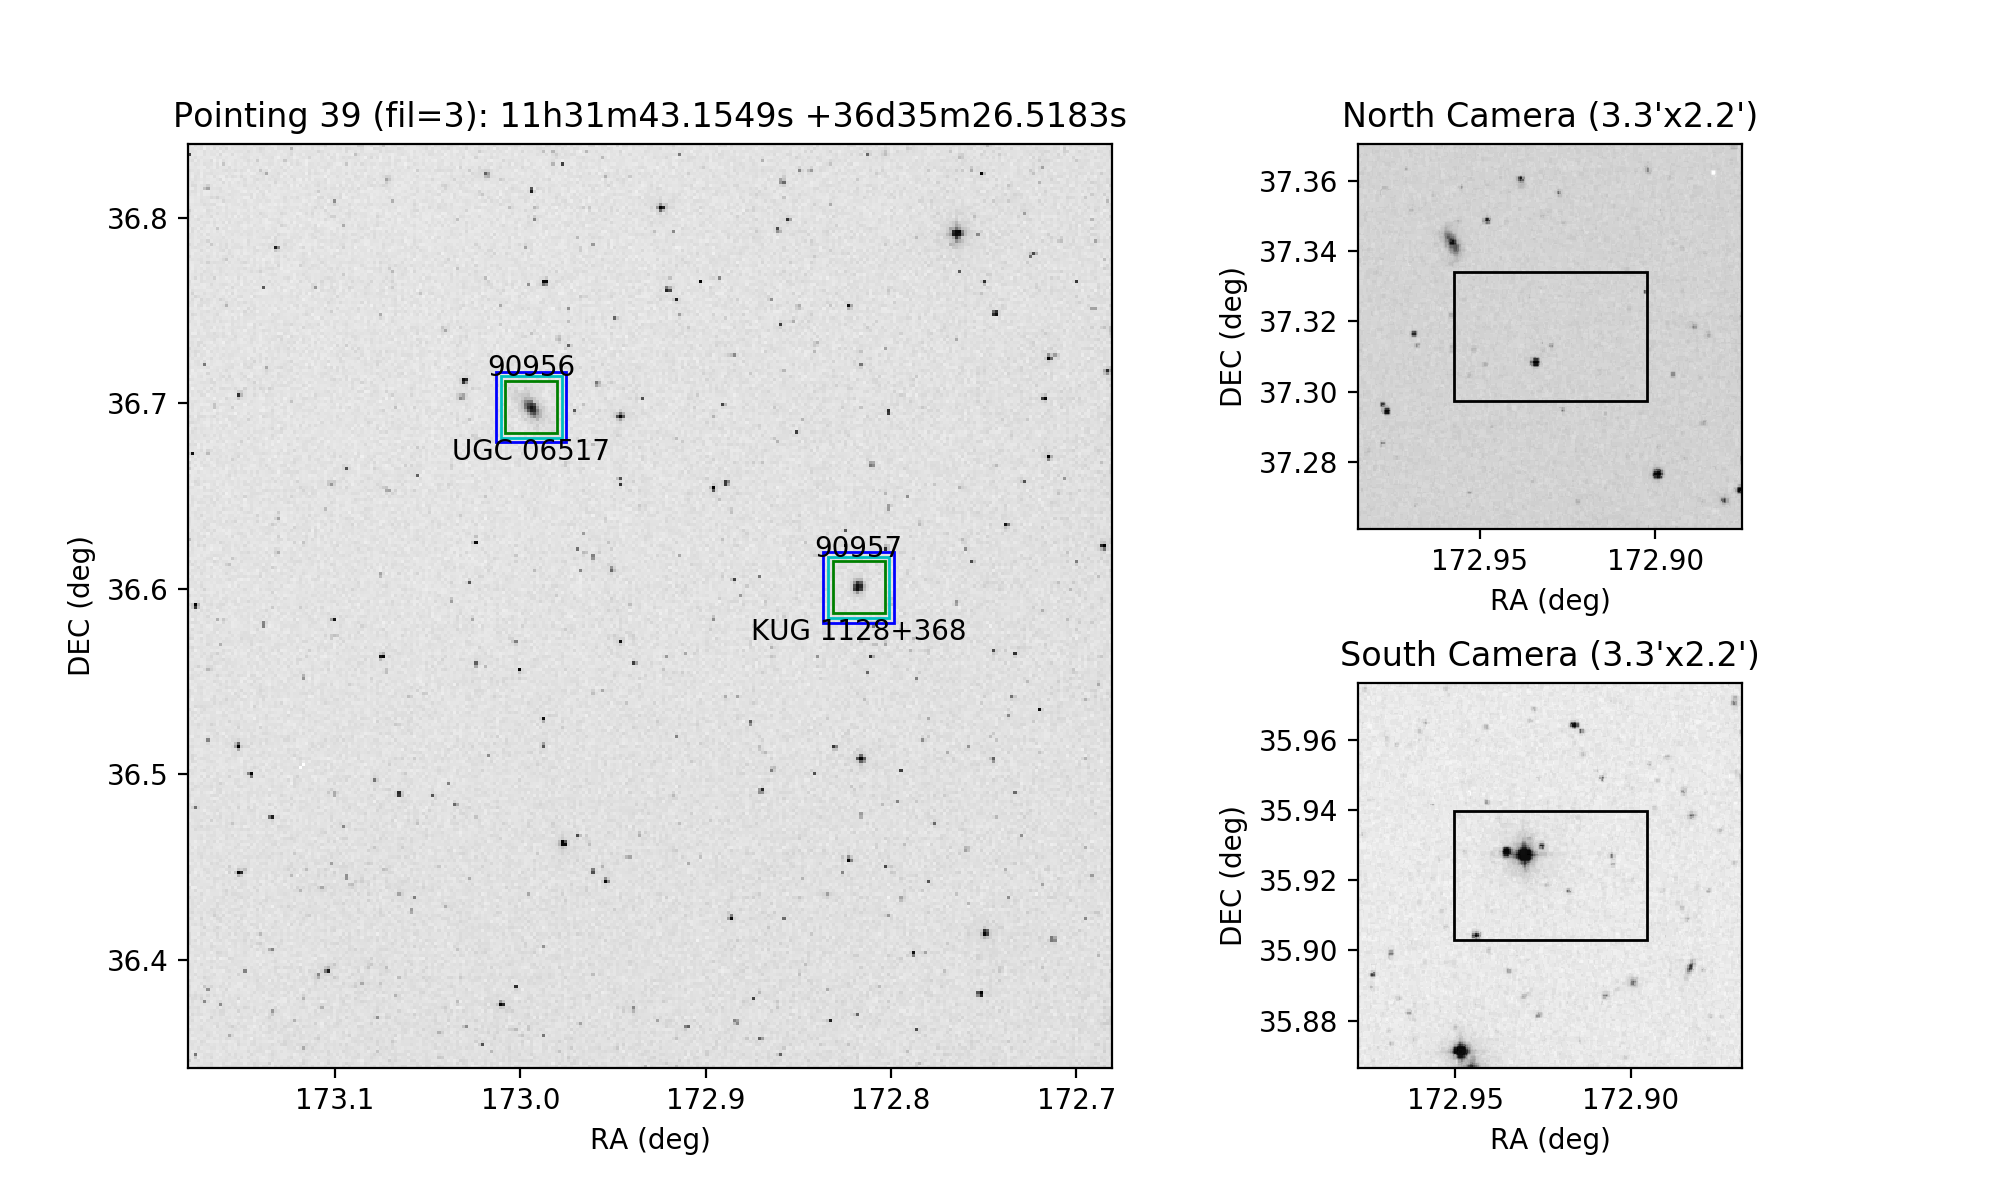 Pointing 39 (fil=3): 11h31m43.1549s +36d35m26.5183s
36.8
36.7
36.6
36.5
36.4
DEC (deg)
90956
UGC 06517
90957
KUG 1128+368
173.1
173.0
172.9
172.8
172.7
RA (deg)
North Camera (3.3'x2.2')
37.36
37.34
37.32
37.30
37.28
DEC (deg)
172.95
172.90
RA (deg)
South Camera (3.3'x2.2')
35.96
35.94
35.92
35.90
35.88
DEC (deg)
172.95
172.90
RA (deg)